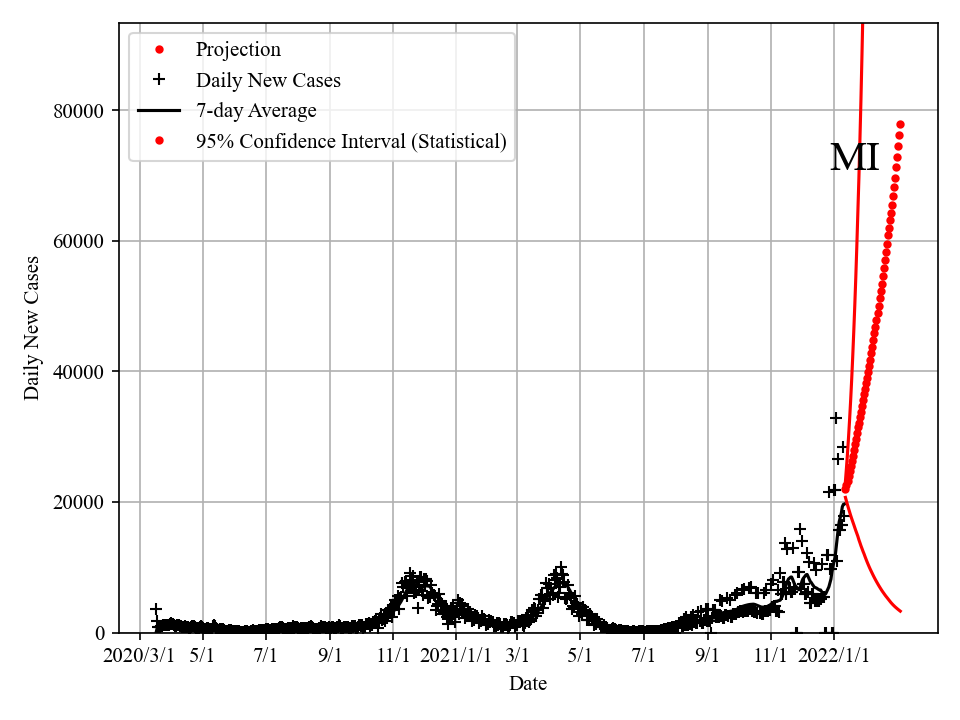 Projection
Daily New Cases
7-day Average
95% Confidence Interval (Statistical)
MI
Daily New Cases
80000
60000
40000
20000
0
2020/3/1 5/1 7/1 9/1 11/1 2021/1/1 3/1 5/1 7/1 9/1 11/1 2022/1/1
Date